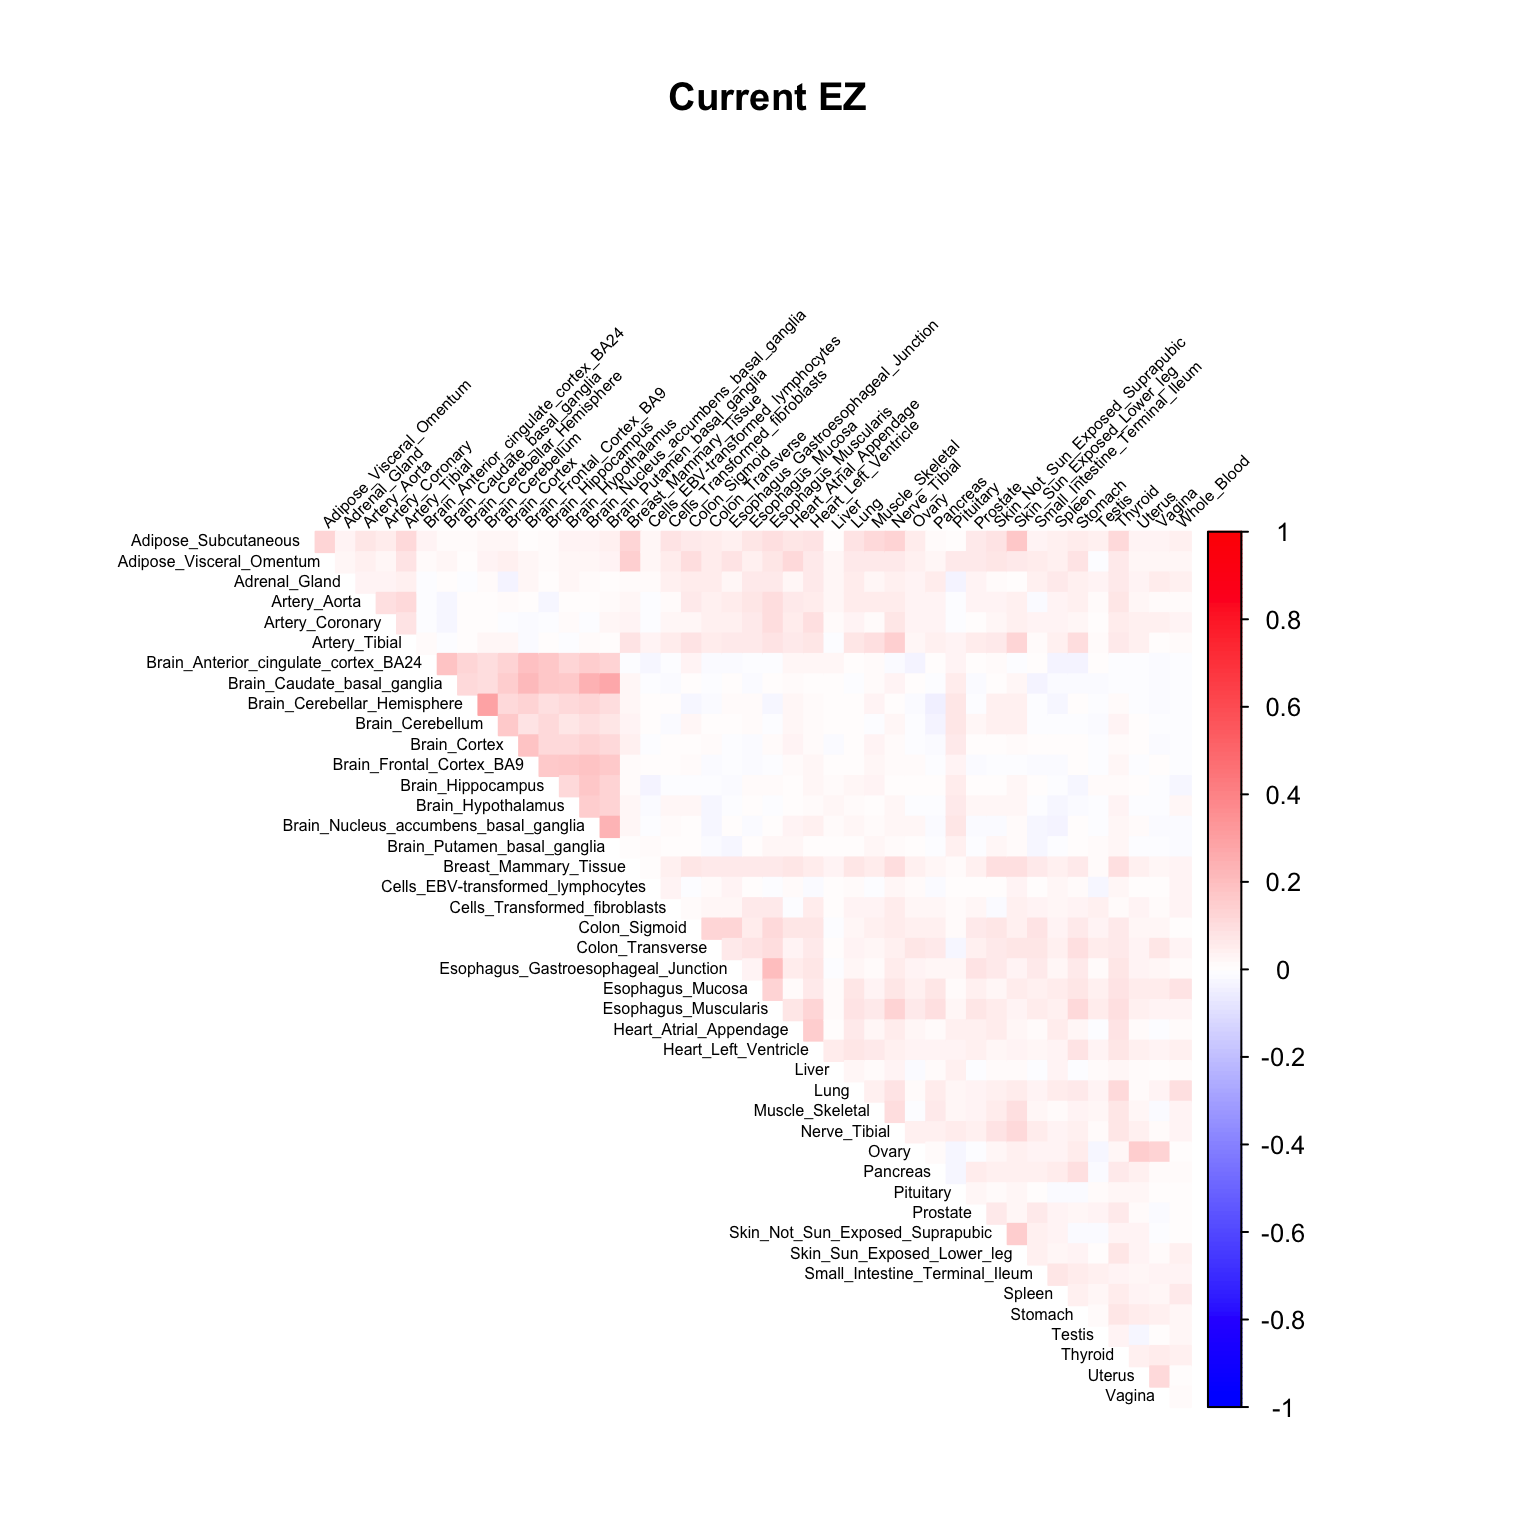 Current EZ
Adipose_Visceral_Omentum
Adrenal_Gland
Artery_Aorta
Artery_Coronary
Artery_Tibial
Brain_Anterior_cingulate_cortex_BA24
Brain_Caudate_basal_ganglia
Brain_Cerebellar_Hemisphere
Brain_Cerebellum
Brain_Cortex
Brain_Frontal_Cortex_BA9
Brain_Hippocampus
Brain_Hypothalamus
Brain_Nucleus_accumbens_basal_ganglia
Brain_Putamen_basal_ganglia
Breast_Mammary_Tissue
Cells_EBV-transformed_lymphocytes
Cells_Transformed_fibroblasts
Colon_Sigmoid
Colon_Transverse
Esophagus_Gastroesophageal_Junction
Esophagus_Mucosa
Esophagus_Muscularis
Heart_Atrial_Appendage
Heart_Left_Ventricle
Liver
Lung
Muscle_Skeletal
Nerve_Tibial
Ovary
Pancreas
Pituitary
Prostate
Skin_Not_Sun_Exposed_Suprapubic
Skin_Sun_Exposed_Lower_leg
Small_Intestine_Terminal_Ileum
Spleen
Stomach
Testis
Thyroid
Uterus
Vagina
Whole_Blood
Adipose_Subcutaneous
Adipose_Visceral_Omentum
Adrenal_Gland
Artery_Aorta
Artery_Coronary
Artery_Tibial
Brain_Anterior_cingulate_cortex_BA24
Brain_Caudate_basal_ganglia
Brain_Cerebellar_Hemisphere
Brain_Cerebellum
Brain_Cortex
Brain_Frontal_Cortex_BA9
Brain_Hippocampus
Brain_Hypothalamus
Brain_Nucleus_accumbens_basal_ganglia
Brain_Putamen_basal_ganglia
Breast_Mammary_Tissue
Cells_EBV-transformed_lymphocytes
Cells_Transformed_fibroblasts
Colon_Sigmoid
Colon_Transverse
Esophagus_Gastroesophageal_Junction
Esophagus_Mucosa
Esophagus_Muscularis
Heart_Atrial_Appendage
Heart_Left_Ventricle
Liver
Lung
Muscle_Skeletal
Nerve_Tibial
Ovary
Pancreas
Pituitary
Prostate
Skin_Not_Sun_Exposed_Suprapubic
Skin_Sun_Exposed_Lower_leg
Small_Intestine_Terminal_Ileum
Spleen
Stomach
Testis
Thyroid
Uterus
Vagina
1
0.8
0.6
0.4
0.2
0
-0.2
-0.4
-0.6
-0.8
-1